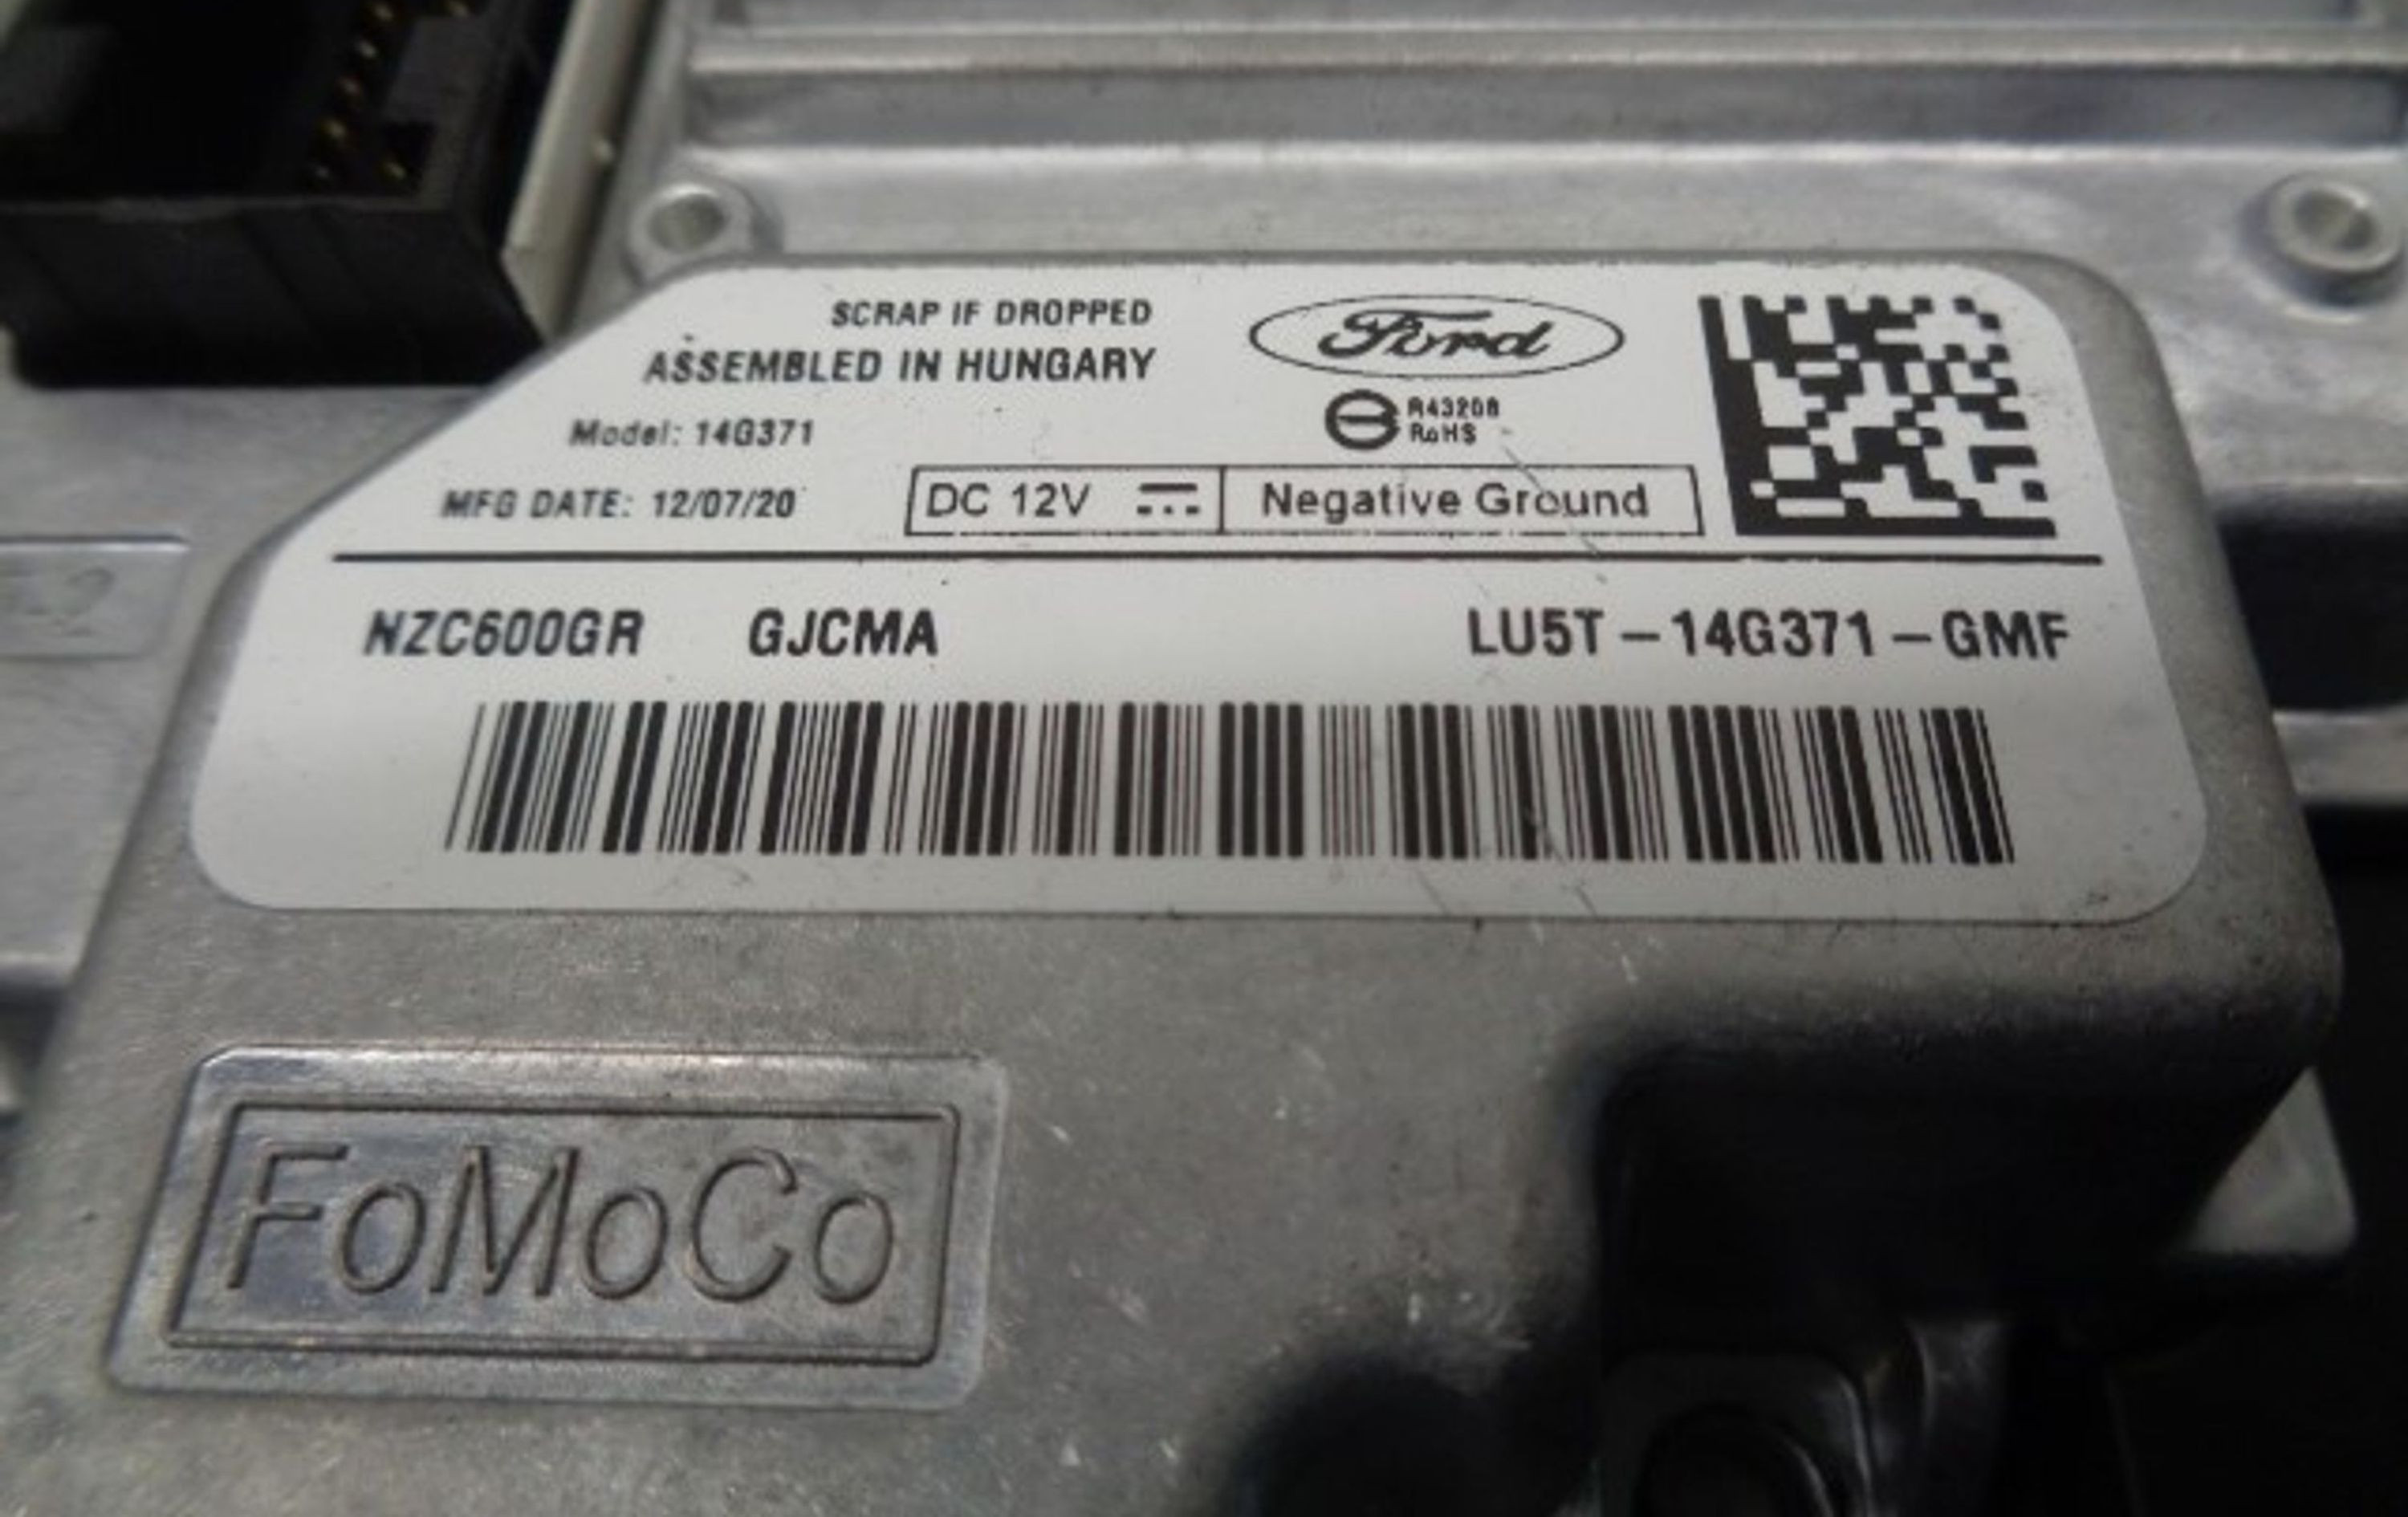 SCRAP IF DROPPED
ASSEMBLED IN HUNGARY
Ford
R43208
RoHS
Model: 14G371
MFG DATE: 12/07/20
DC 12V
Negative Ground
NZC600GR GJCMA LU5T-14G371-GMF
FoMoCo